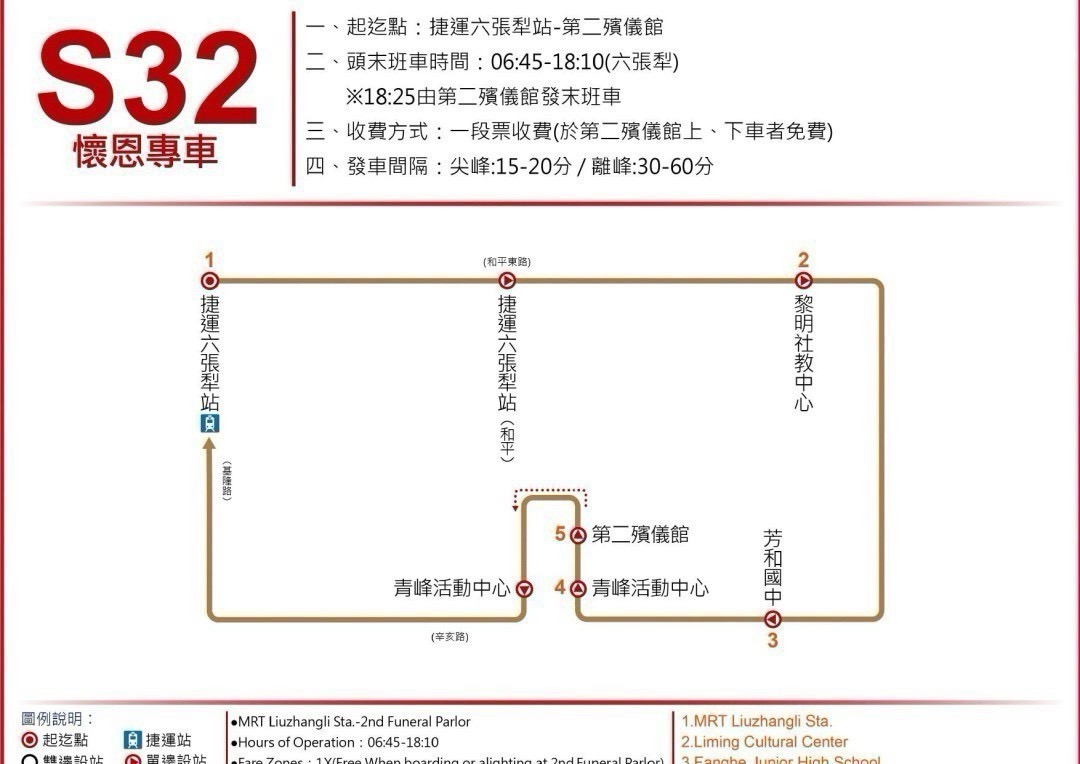 S32
懷恩專車
一、起迄點：捷運六張犁站-第二殯儀館
二、頭末班車時間：06:45-18:10(六張犁)
※18:25由第二殯儀館發末班車
三、收費方式：一段票收費(於第二殯儀館上、下車者免費)
四、發車間隔：尖峰:15-20分 / 離峰:30-60分
1
捷運六張犁站
(和平東路)
捷運六張犁站（和平）
2
黎明社教中心
（基隆路）
5 第二殯儀館
青峰活動中心
4 青峰活動中心
芳和國中
3
(辛亥路)
圖例說明：
起迄點
捷運站
雙邊設站
單邊設站
●MRT Liuzhangli Sta.-2nd Funeral Parlor
●Hours of Operation：06:45-18:10
●Fare Zones：1X(Free When boarding or alighting at 2nd Funeral Parlor)
1.MRT Liuzhangli Sta.
2.Liming Cultural Center
3.Fanghe Junior High School